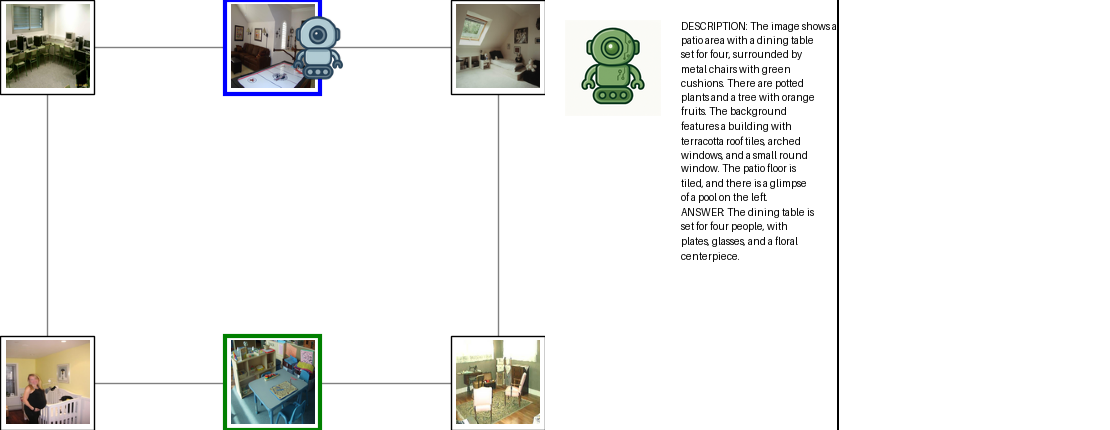 DESCRIPTION: The image shows a
patio area with a dining table
set for four, surrounded by
metal chairs with green
cushions. There are potted
plants and a tree with orange
fruits. The background
features a building with
terracotta roof tiles, arched
windows, and a small round
window. The patio floor is
tiled, and there is a glimpse
of a pool on the left.
ANSWER: The dining table is
set for four people, with
plates, glasses, and a floral
centerpiece.